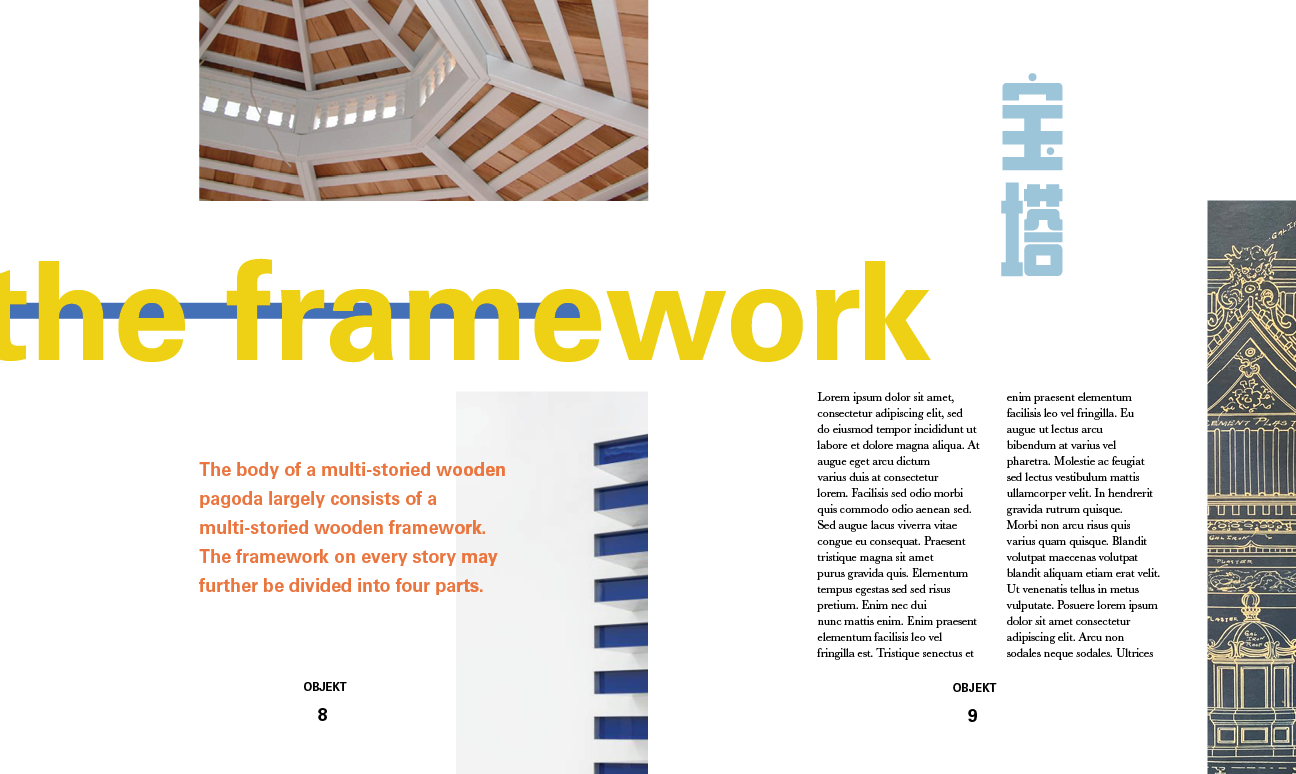 the framework
宝塔
The body of a multi-storied wooden
pagoda largely consists of a
multi-storied wooden framework.
The framework on every story may
further be divided into four parts.
OBJEKT
8
Lorem ipsum dolor sit amet,
consectetur adipiscing elit, sed
do eiusmod tempor incididunt ut
labore et dolore magna aliqua. At
augue eget arcu dictum
varius duis at consectetur
lorem. Facilisis sed odio morbi
quis commodo odio aenean sed.
Sed augue lacus viverra vitae
congue eu consequat. Praesent
tristique magna sit amet
purus gravida quis. Elementum
tempus egestas sed sed risus
pretium. Enim nec dui
nunc mattis enim. Enim praesent
elementum facilisis leo vel
fringilla est. Tristique senectus et
enim praesent elementum
facilisis leo vel fringilla. Eu
augue ut lectus arcu
bibendum at varius vel
pharetra. Molestie ac feugiat
sed lectus vestibulum mattis
ullamcorper velit. In hendrerit
gravida rutrum quisque.
Morbi non arcu risus quis
varius quam quisque. Blandit
volutpat maecenas volutpat
blandit aliquam etiam erat velit.
Ut venenatis tellus in metus
vulputate. Posuere lorem ipsum
dolor sit amet consectetur
adipiscing elit. Arcu non
sodales neque sodales. Ultrices
OBJEKT
9
GAL IRON
PLASTER
GAL
IRON
ROOF